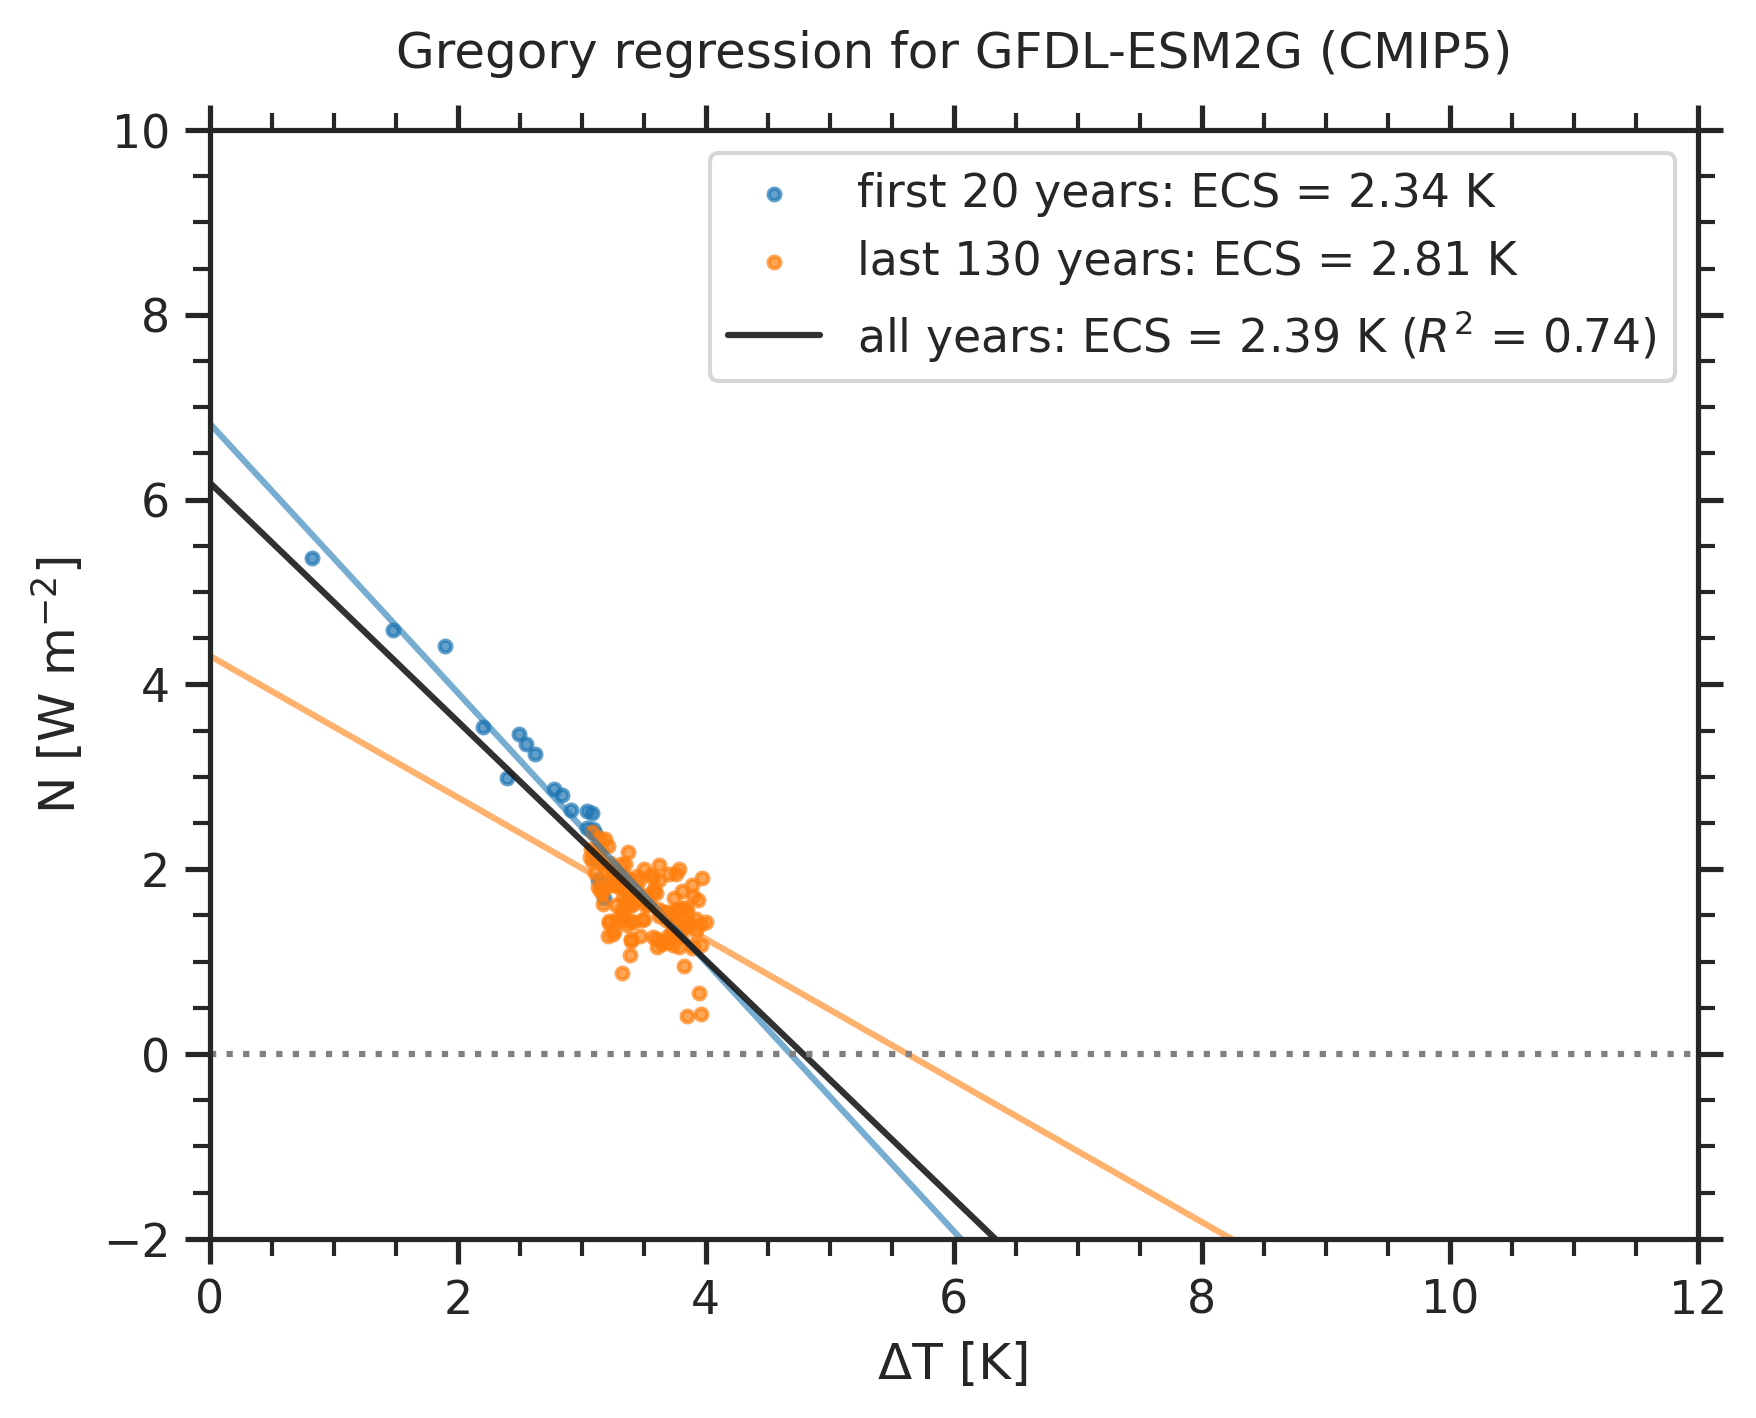 Gregory regression for GFDL-ESM2G (CMIP5)
first 20 years: ECS = 2.34 K
last 130 years: ECS = 2.81 K
all years: ECS = 2.39 K (R² = 0.74)
N [W m⁻²]
10
8
6
4
2
0
−2
0 2 4 6 8 10 12
ΔT [K]